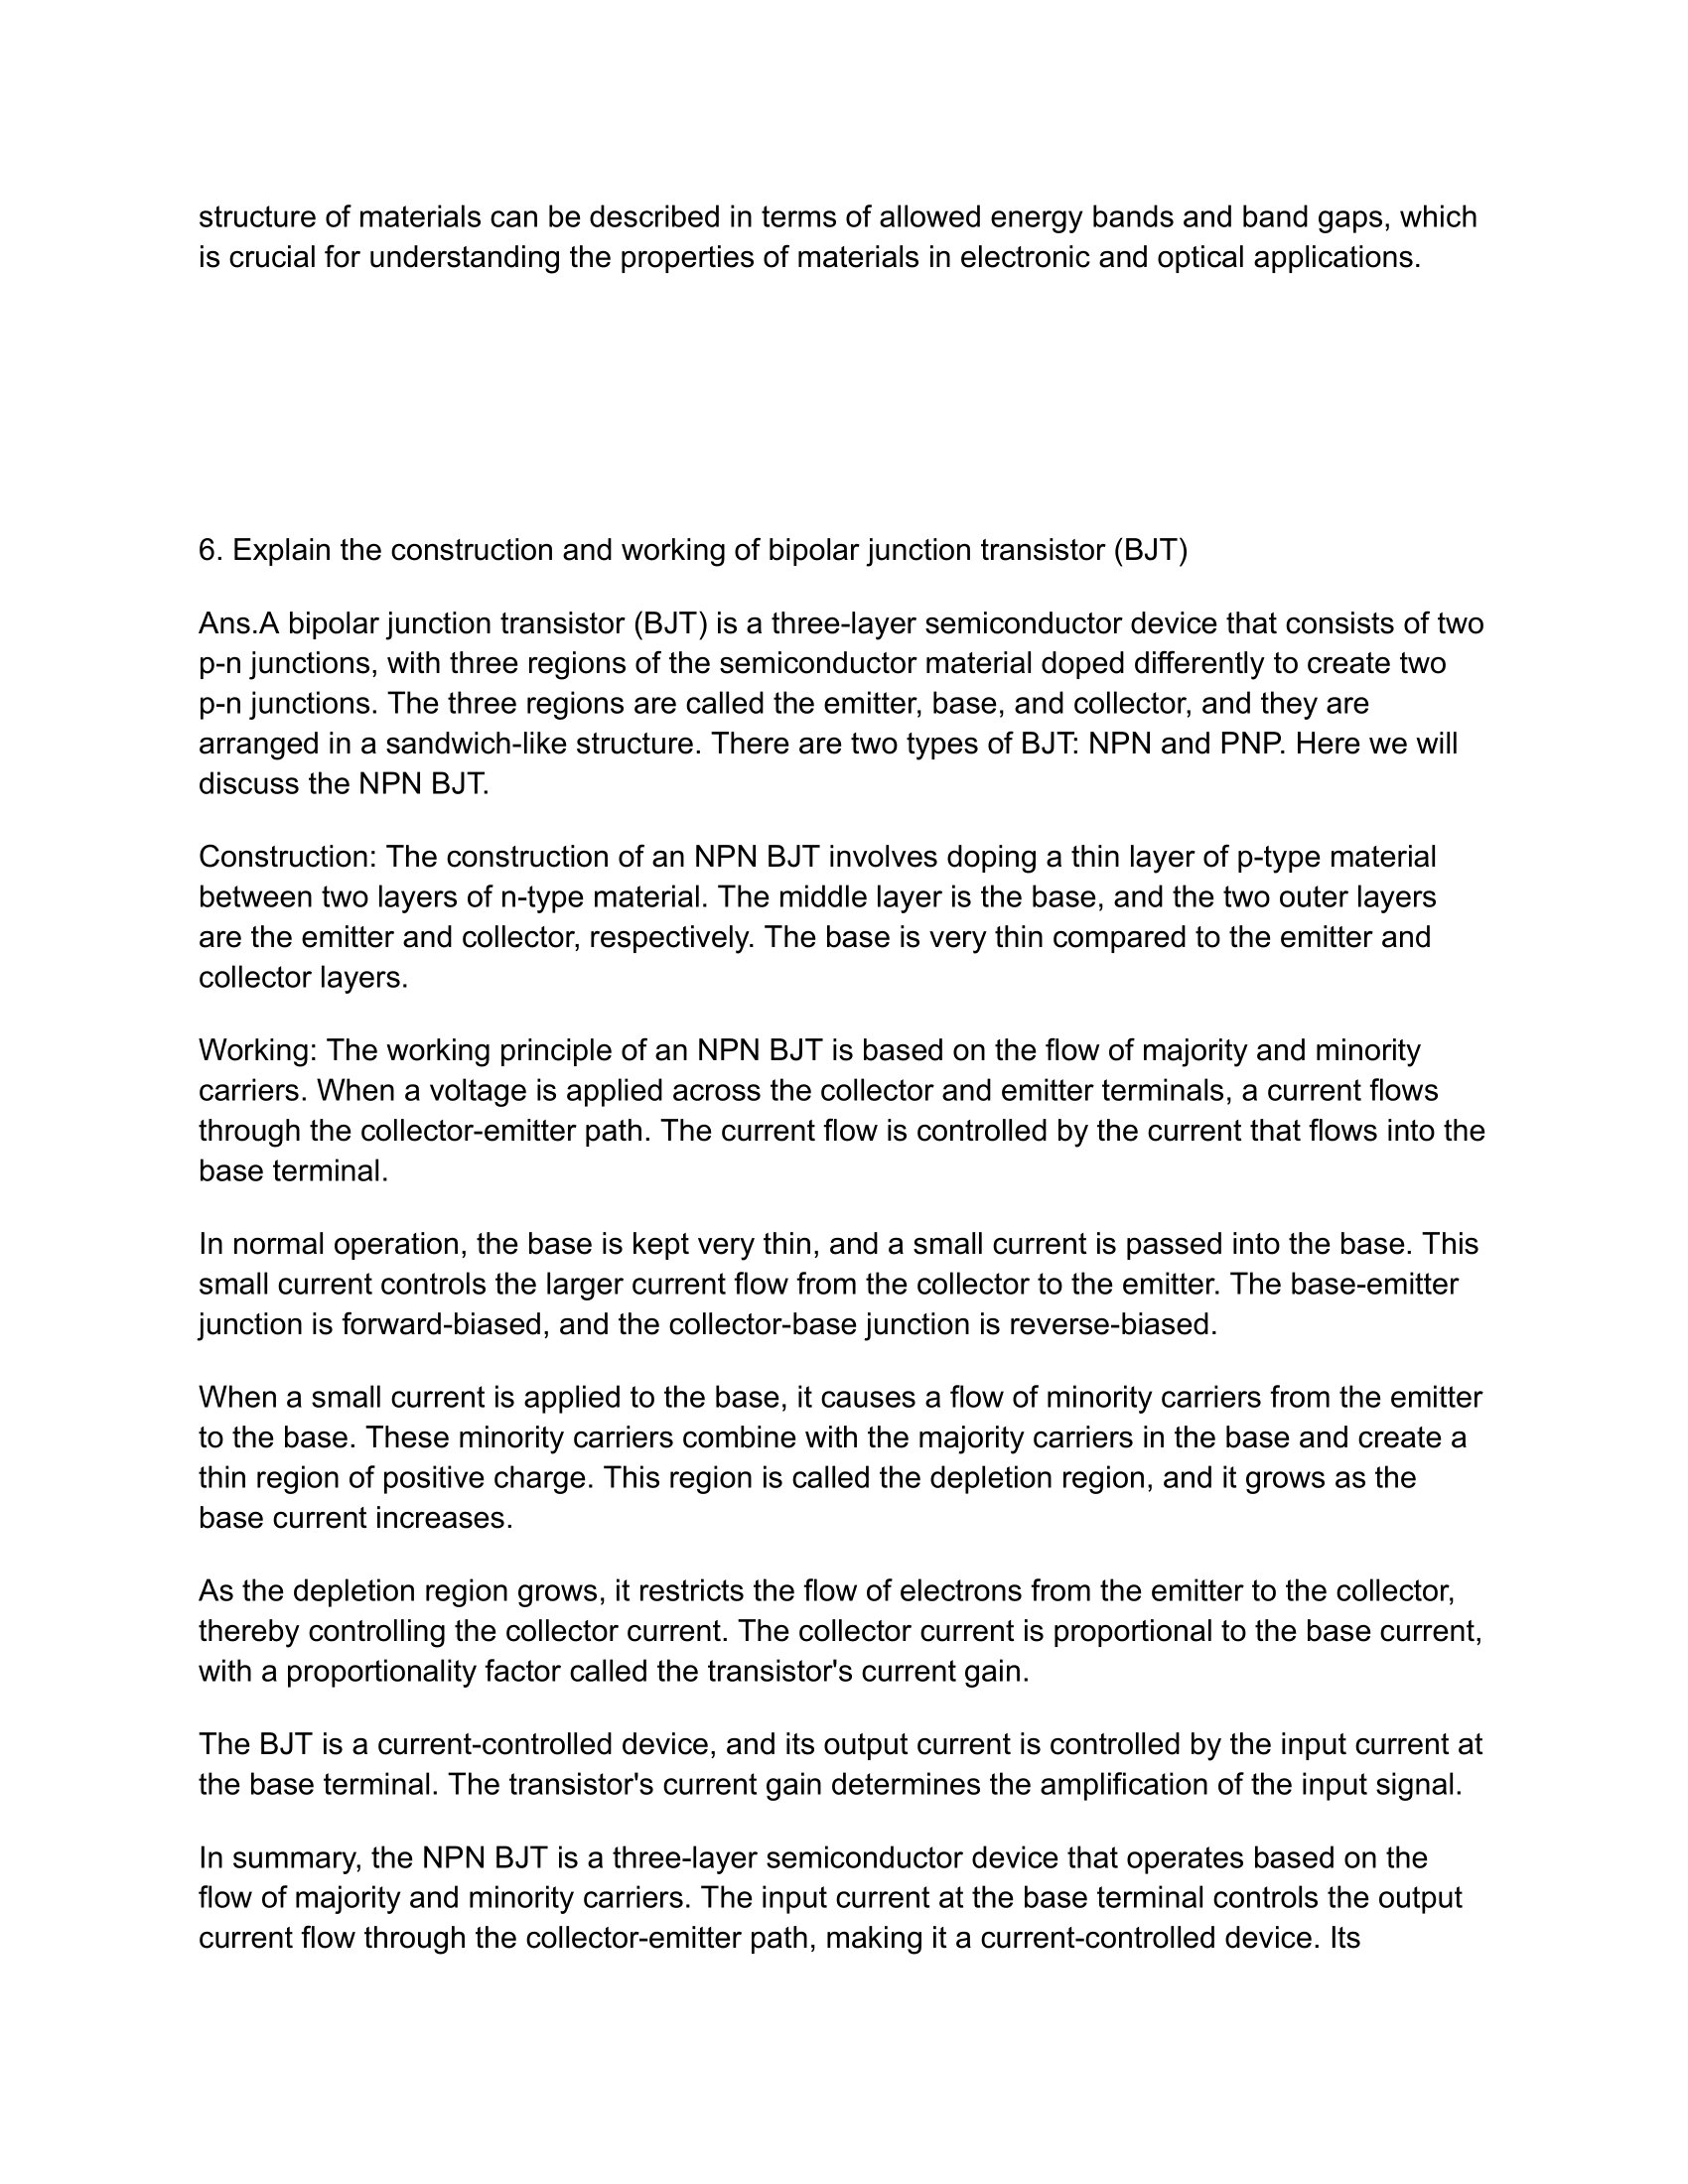 structure of materials can be described in terms of allowed energy bands and band gaps, which
is crucial for understanding the properties of materials in electronic and optical applications.
6. Explain the construction and working of bipolar junction transistor (BJT)
Ans.A bipolar junction transistor (BJT) is a three-layer semiconductor device that consists of two
p-n junctions, with three regions of the semiconductor material doped differently to create two
p-n junctions. The three regions are called the emitter, base, and collector, and they are
arranged in a sandwich-like structure. There are two types of BJT: NPN and PNP. Here we will
discuss the NPN BJT.
Construction: The construction of an NPN BJT involves doping a thin layer of p-type material
between two layers of n-type material. The middle layer is the base, and the two outer layers
are the emitter and collector, respectively. The base is very thin compared to the emitter and
collector layers.
Working: The working principle of an NPN BJT is based on the flow of majority and minority
carriers. When a voltage is applied across the collector and emitter terminals, a current flows
through the collector-emitter path. The current flow is controlled by the current that flows into the
base terminal.
In normal operation, the base is kept very thin, and a small current is passed into the base. This
small current controls the larger current flow from the collector to the emitter. The base-emitter
junction is forward-biased, and the collector-base junction is reverse-biased.
When a small current is applied to the base, it causes a flow of minority carriers from the emitter
to the base. These minority carriers combine with the majority carriers in the base and create a
thin region of positive charge. This region is called the depletion region, and it grows as the
base current increases.
As the depletion region grows, it restricts the flow of electrons from the emitter to the collector,
thereby controlling the collector current. The collector current is proportional to the base current,
with a proportionality factor called the transistor's current gain.
The BJT is a current-controlled device, and its output current is controlled by the input current at
the base terminal. The transistor's current gain determines the amplification of the input signal.
In summary, the NPN BJT is a three-layer semiconductor device that operates based on the
flow of majority and minority carriers. The input current at the base terminal controls the output
current flow through the collector-emitter path, making it a current-controlled device. Its